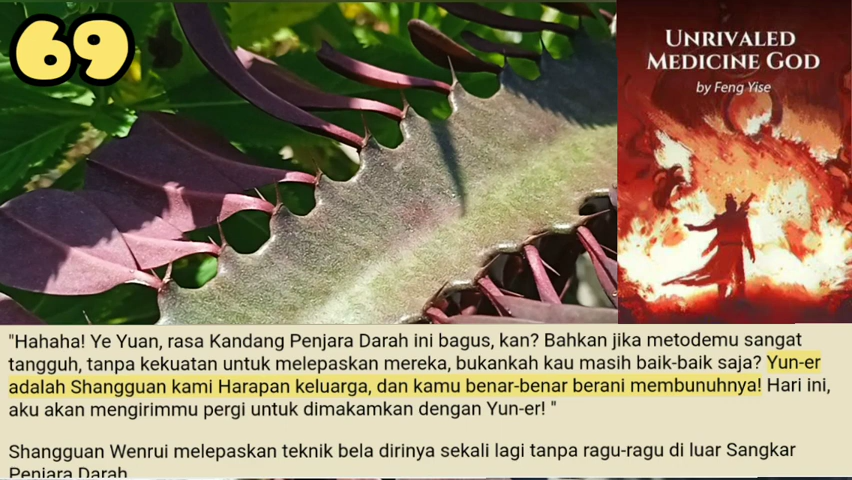 69
UNRIVALED
MEDICINE GOD
by Feng Yise
"Hahaha! Ye Yuan, rasa Kandang Penjara Darah ini bagus, kan? Bahkan jika metodemu sangat
tangguh, tanpa kekuatan untuk melepaskan mereka, bukankah kau masih baik-baik saja? Yun-er
adalah Shangguan kami Harapan keluarga, dan kamu benar-benar berani membunuhnya! Hari ini,
aku akan mengirimmu pergi untuk dimakamkan dengan Yun-er! "
Shangguan Wenrui melepaskan teknik bela dirinya sekali lagi tanpa ragu-ragu di luar Sangkar
Penjara Darah